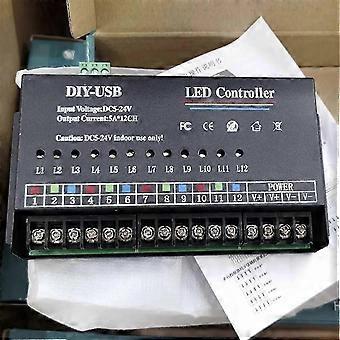 DIY-USB
LED Controller
Input Voltage:DC5-24V
Output Current:5A*12CH
Caution: DC5-24V indoor use only!
FC CE
L1 L2 L3 L4 L5 L6 L7 L8 L9 L10 L11 L12
POWER
1 2 3 4 5 6 7 8 9 10 11 12 V+ V+ V- V-